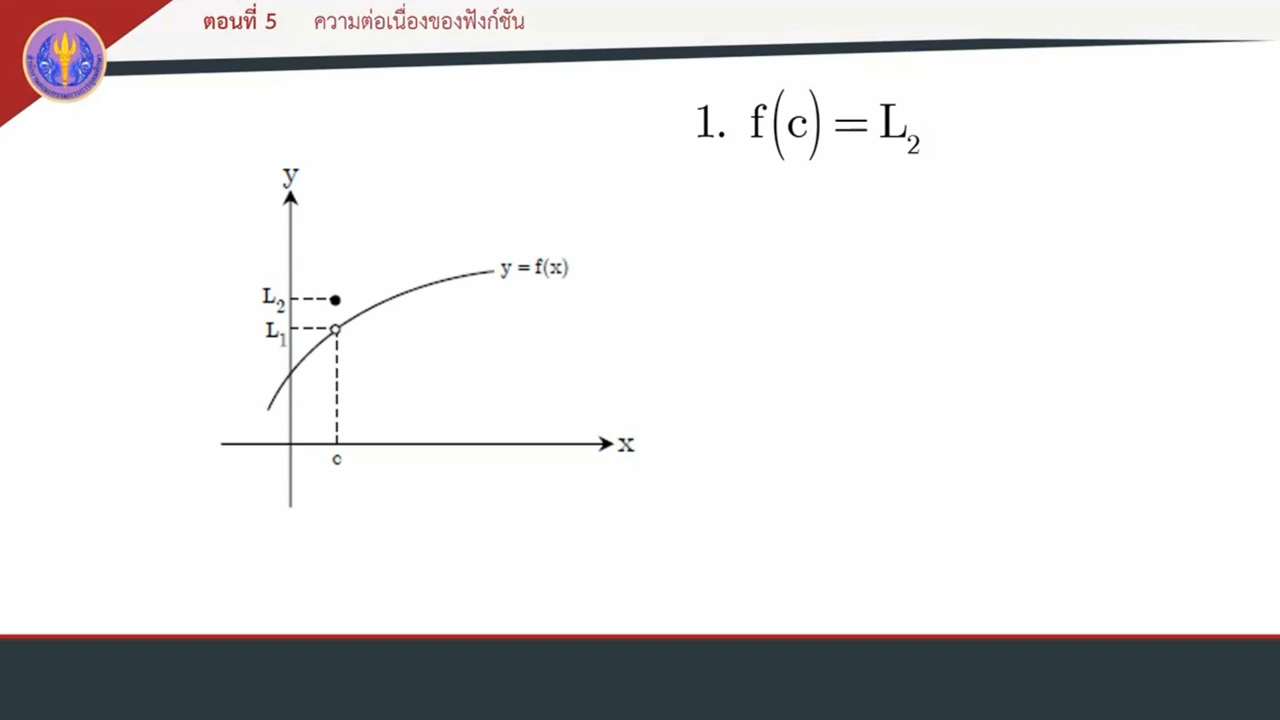 ตอนที่ 5 ความต่อเนื่องของฟังก์ชัน
1. f(c) = L₂
y
y = f(x)
L₂
L₁
x
c